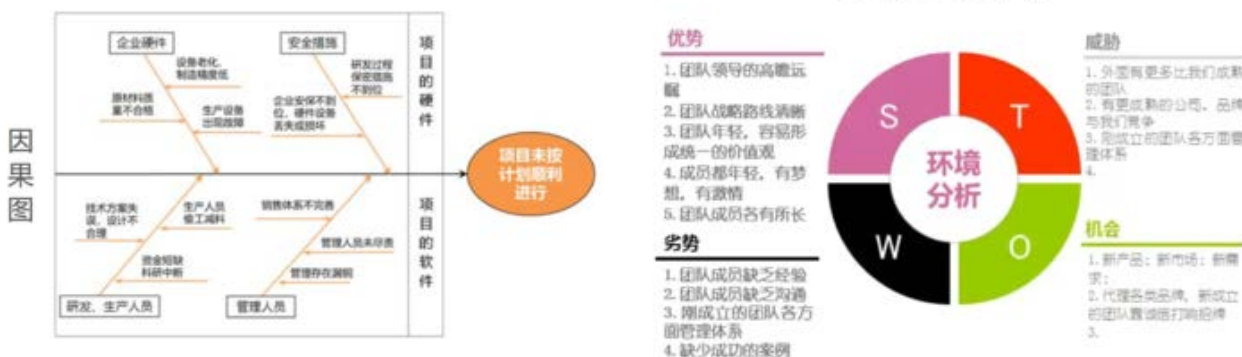 因果图
企业硬件
安全措施
设备老化、
制造精度低
原材料质
量不合格
生产设备
出现故障
研发过程
保密措施
不到位
企业安保不到
位、硬件设备
丢失或损坏
项目的硬件
项目未按
计划顺利
进行
技术方案失
误、设计不
合理
生产人员
偷工减料
资金短缺
科研中断
销售体系不完善
管理人员未尽责
管理存在漏洞
研发、生产人员
管理人员
项目的软件
优势
1. 团队领导的高瞻远
瞩
2. 团队战略路线清晰
3. 团队年轻，容易形
成统一的价值观
4. 成员都年轻，有梦
想，有激情
5. 团队成员各有所长
劣势
1. 团队成员缺乏经验
2. 团队成员缺乏沟通
3. 刚成立的团队各方
面管理体系
4. 缺少成功的案例
S
T
W
O
环境
分析
威胁
1. 外面有更多比我们成熟
的团队
2. 有更成熟的公司，品牌
与我们竞争
3. 刚成立的团队各方面管
理体系
4.
机会
1. 新产品；新市场；新需
求；
2. 代理各类品牌，新成立
的团队靠诚信打响招牌
3.